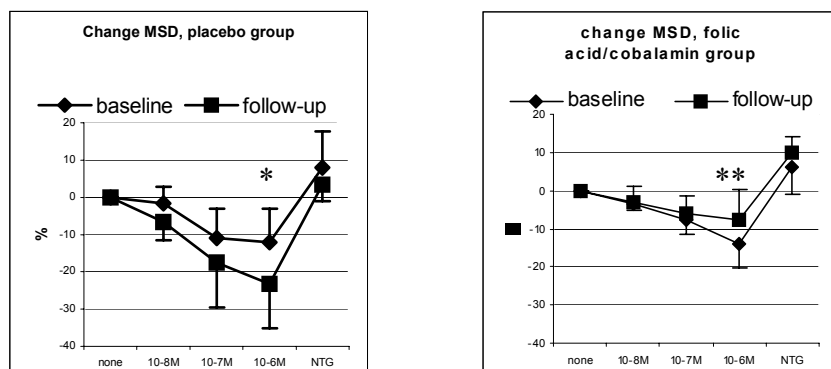 Change MSD, placebo group
baseline follow-up
20
10
0
-10
-20
-30
-40
%
*
none 10-8M 10-7M 10-6M NTG
change MSD, folic
acid/cobalamin group
baseline follow-up
20
10
0
-10
-20
-30
-40
**
none 10-8M 10-7M 10-6M NTG